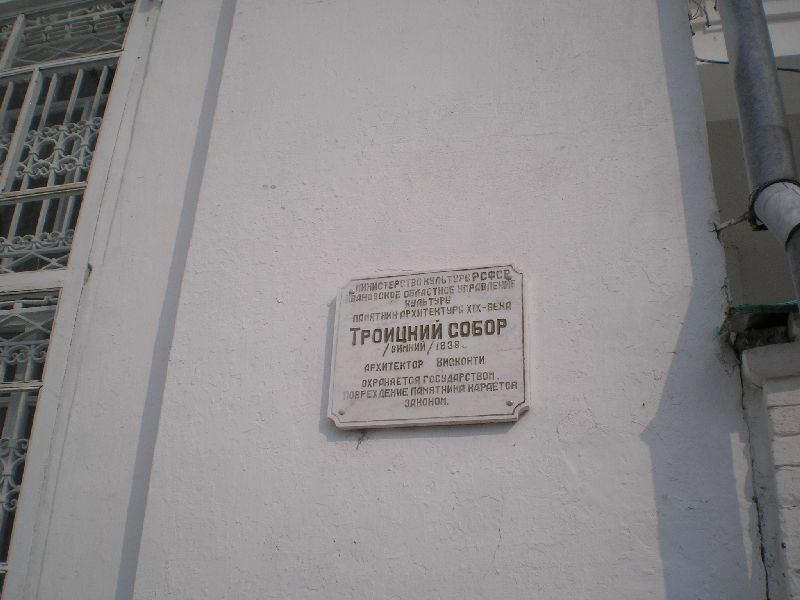 МИНИСТЕРСТВО КУЛЬТУРЫ РСФСР
ИВАНОВСКОЕ ОБЛАСТНОЕ УПРАВЛЕНИЕ
КУЛЬТУРЫ
ПАМЯТНИК АРХИТЕКТУРЫ XIX-ВЕКА
ТРОИЦКИЙ СОБОР
/ЗИМНИЙ/ 1838г.
АРХИТЕКТОР ВИСКОНТИ
ОХРАНЯЕТСЯ ГОСУДАРСТВОМ.
ПОВРЕЖДЕНИЕ ПАМЯТНИКА КАРАЕТСЯ
ЗАКОНОМ.